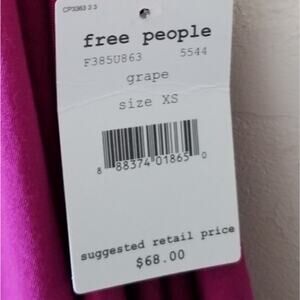 CP3363 3 3
free people
F385U863 5544
grape
size XS
8 88374 01865 0
suggested retail price
$68.00